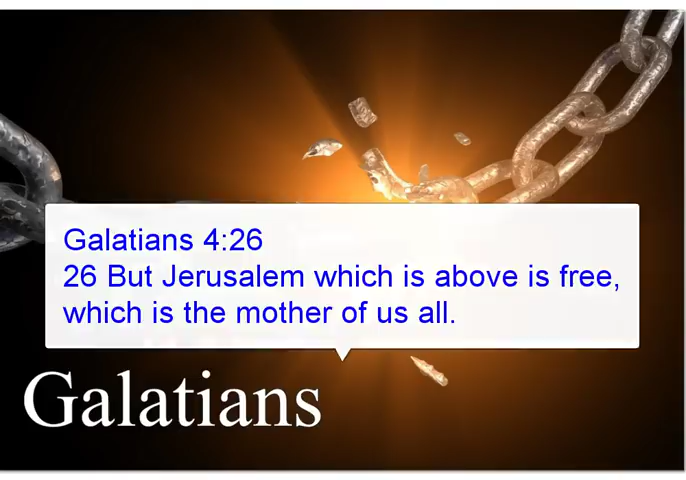 Galatians 4:26
26 But Jerusalem which is above is free,
which is the mother of us all.
Galatians